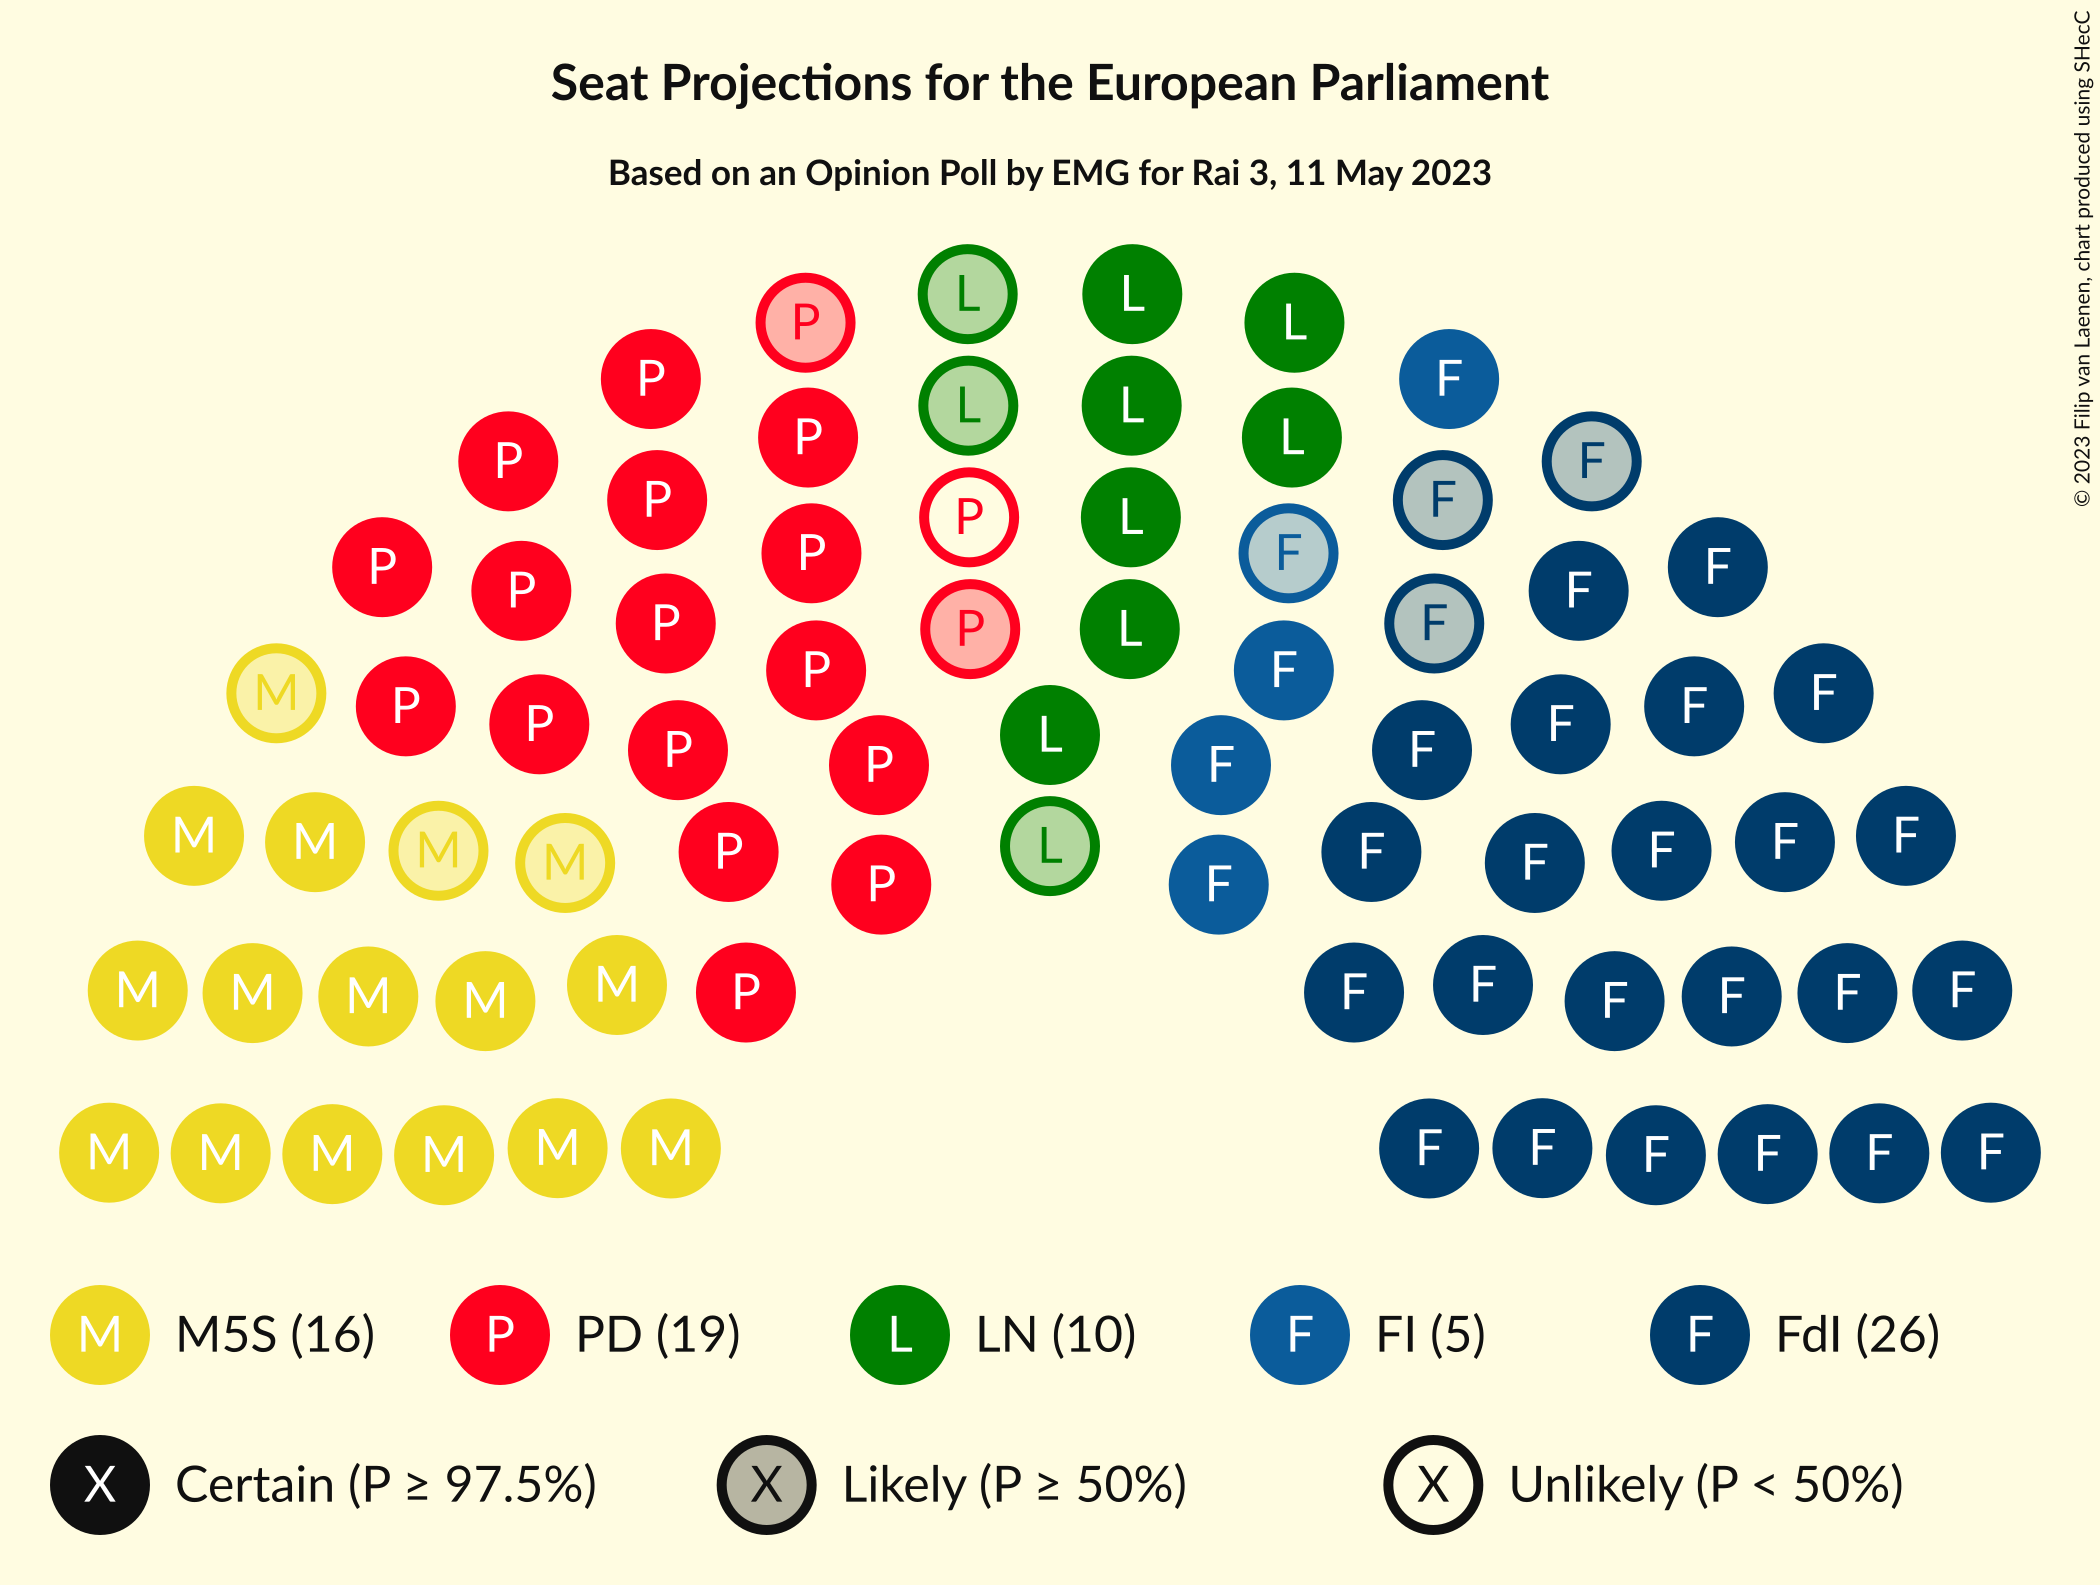 Seat Projections for the European Parliament
Based on an Opinion Poll by EMG for Rai 3, 11 May 2023
© 2023 Filip van Laenen, chart produced using SHecC
L L
P L
P F
L L
P L
P F
P F
P L
P F
P F
P F
P F
P L
P F
M F
P F
P F
P F
L
P F
M M M M F F F F
P F
L
P F
M M M M M P F F F F F F
M M M M M M F F F F F F
M M5S (16) P PD (19) L LN (10) F FI (5) F FdI (26)
X Certain (P ≥ 97.5%) X Likely (P ≥ 50%) X Unlikely (P < 50%)